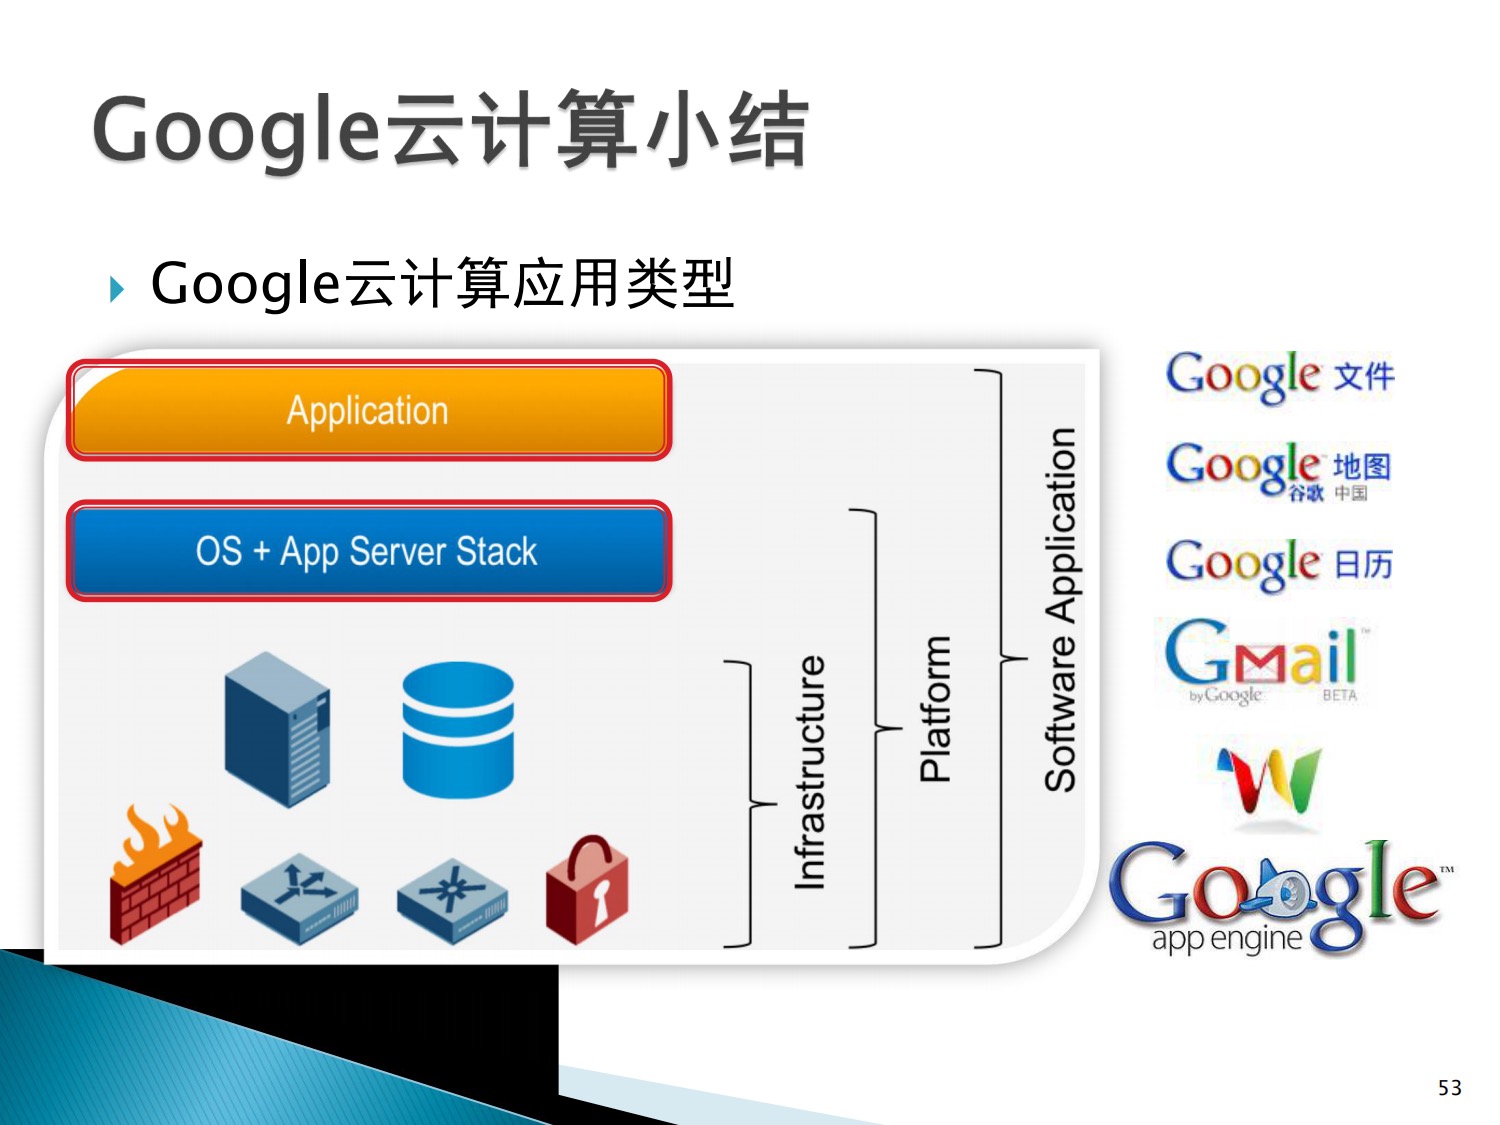 Google云计算小结
Google云计算应用类型
Application
OS + App Server Stack
Infrastructure
Platform
Software Application
Google 文件
Google 地图
谷歌 中国
Google 日历
Gmail™
by Google BETA
Google™
app engine
53